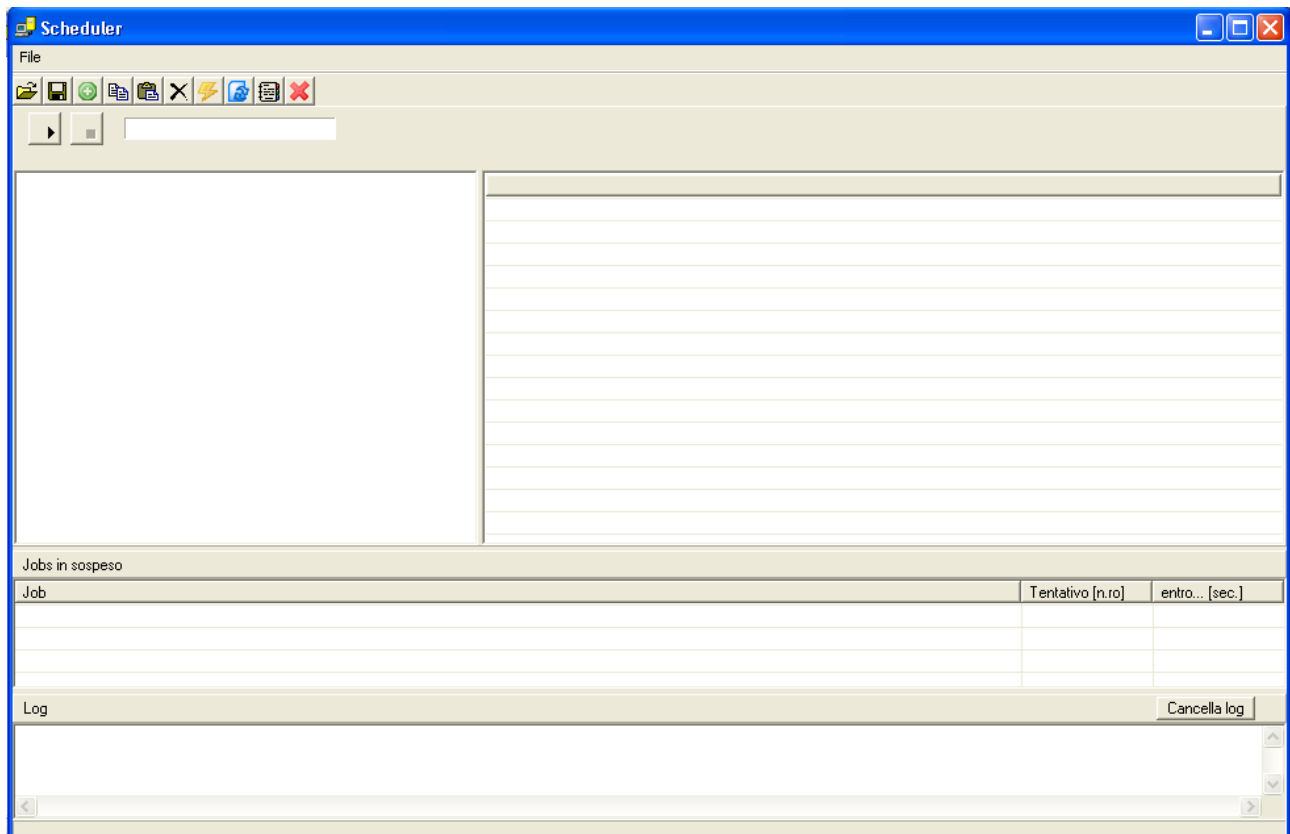 Scheduler
File
Jobs in sospeso
Job Tentativo [n.ro] entro... [sec.]
Log Cancella log